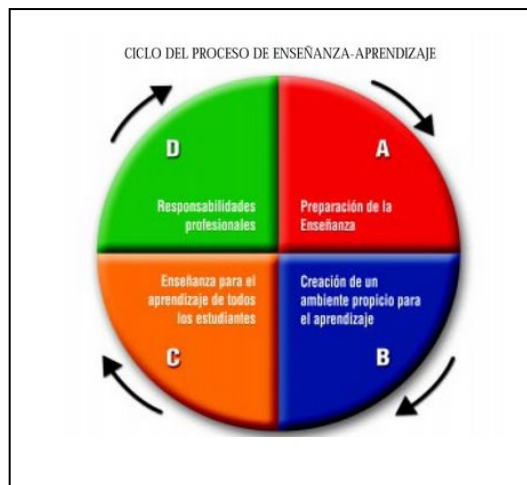 CICLO DEL PROCESO DE ENSEÑANZA-APRENDIZAJE
D
Responsabilidades
profesionales
A
Preparación de la
Enseñanza
Enseñanza para el
aprendizaje de todos
los estudiantes
C
Creación de un
ambiente propicio para
el aprendizaje
B